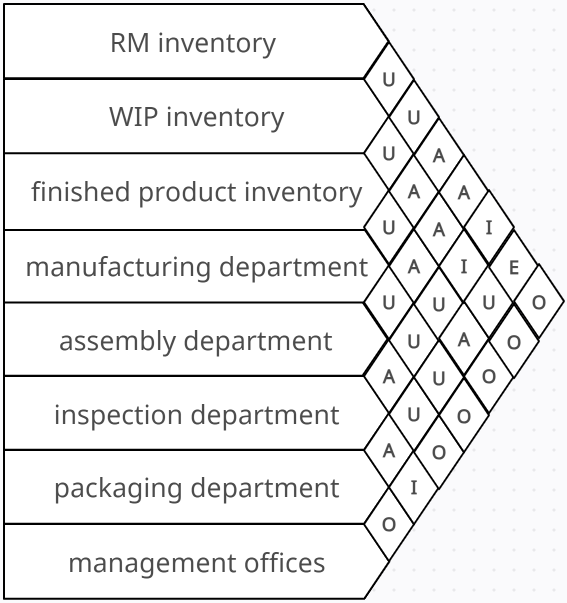 RM inventory
U
U
WIP inventory
U
A
A
A
finished product inventory
U
A
I
A
I
E
manufacturing department
U
U
U
O
U
A
O
assembly department
A
U
O
U
O
inspection department
A
O
I
packaging department
O
management offices